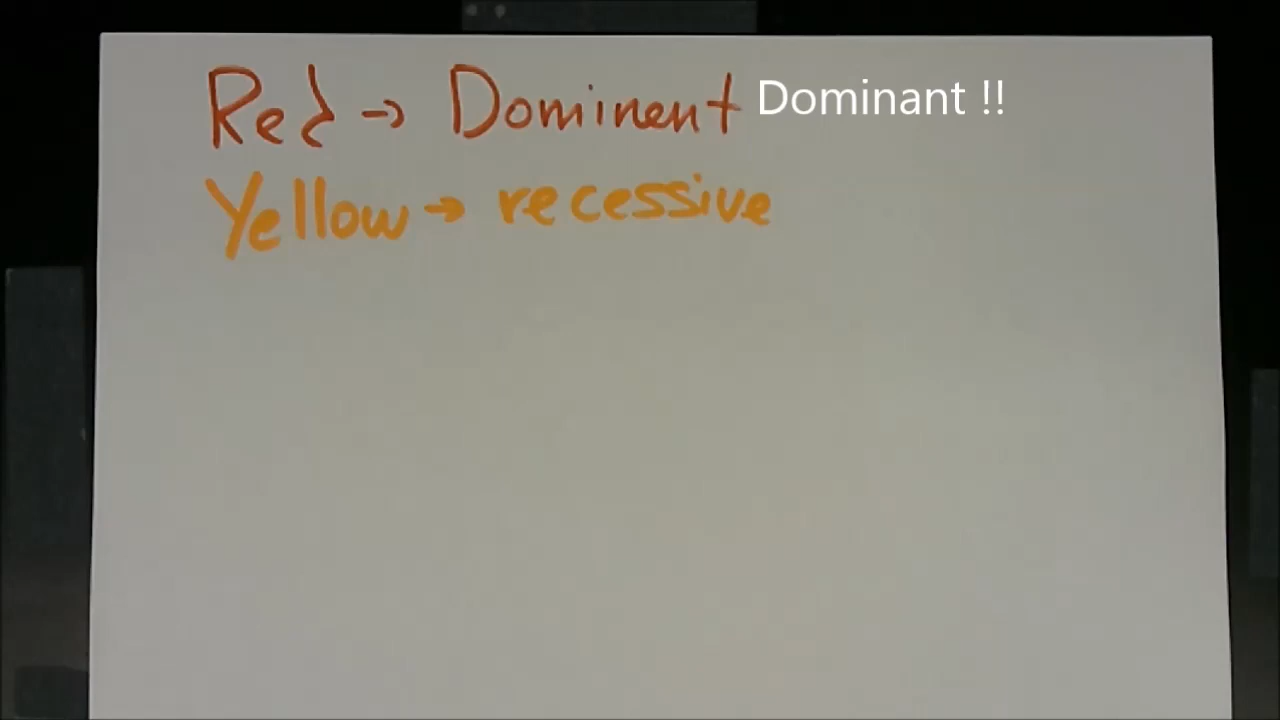 Red → Dominent Dominant !!
Yellow → recessive